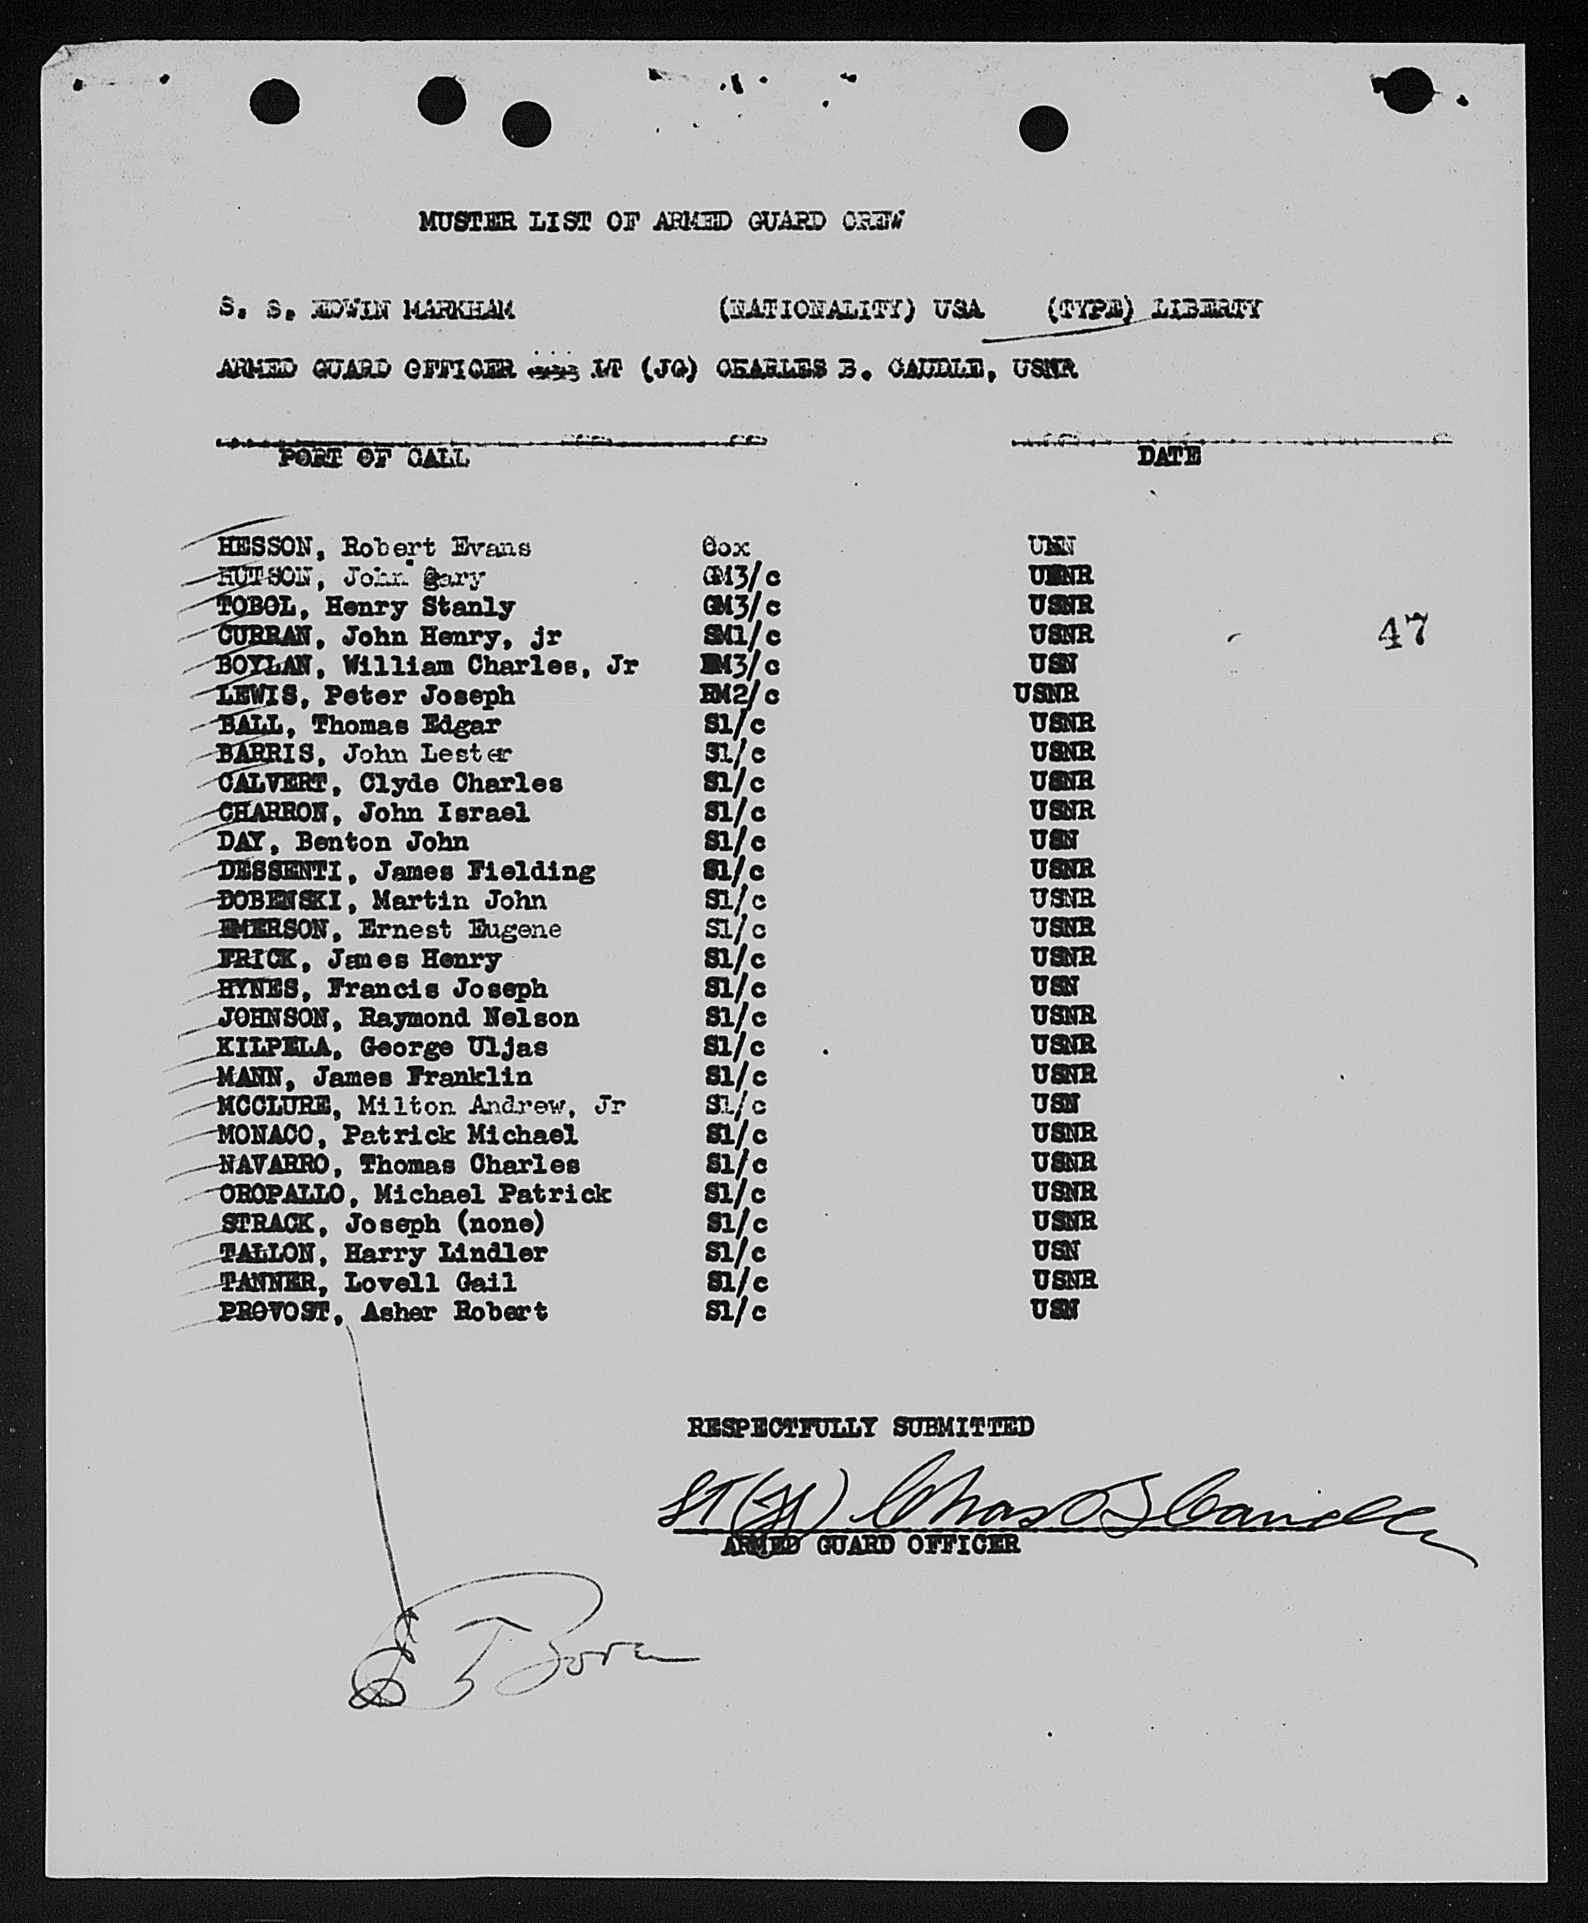 MUSTER LIST OF ARMED GUARD CREW
S. S. EDWIN MARKHAM (NATIONALITY) USA (TYPE) LIBERTY
ARMED GUARD OFFICER LT (JG) CHARLES B. CAUDLE, USNR
PORT OF CALL DATE
HESSON, Robert Evans Cox USN
HUTSON, John Gary GM3/c USNR
TOBOL, Henry Stanly GM3/c USNR
CURRAN, John Henry, jr SM1/c USNR 47
BOYLAN, William Charles, Jr USN
LEWIS, Peter Joseph USNR
BALL, Thomas Edgar S1/c USNR
BARRIS, John Lester S1/c USNR
CALVERT, Clyde Charles S1/c USNR
CHARRON, John Israel S1/c USNR
DAY, Benton John S1/c USN
DESSENTI, James Fielding S1/c USNR
DOBENSKI, Martin John S1/c USNR
EMERSON, Ernest Eugene S1/c USNR
FRICK, James Henry S1/c USNR
HYNES, Francis Joseph S1/c USN
JOHNSON, Raymond Nelson S1/c USNR
KILPELA, George Uljas S1/c USNR
MANN, James Franklin S1/c USNR
MCCLURE, Milton Andrew, Jr S1/c USN
MONACO, Patrick Michael S1/c USNR
NAVARRO, Thomas Charles S1/c USNR
OROPALLO, Michael Patrick S1/c USNR
STRACK, Joseph (none) S1/c USNR
TALLON, Harry Lindler S1/c USN
TANNER, Lovell Gail S1/c USNR
PROVOST, Asher Robert S1/c USN
RESPECTFULLY SUBMITTED
LT (JG) Chas B Caudle
ARMED GUARD OFFICER